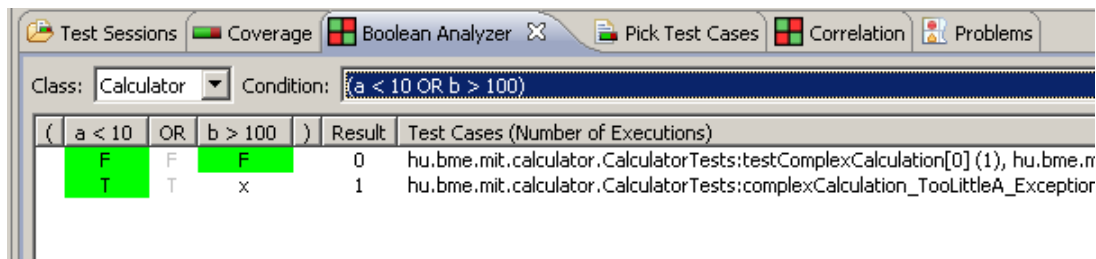 Test Sessions Coverage Boolean Analyzer Pick Test Cases Correlation Problems
Class: Calculator Condition: (a < 10 OR b > 100)
( a < 10 OR b > 100 ) Result Test Cases (Number of Executions)
F F F 0 hu.bme.mit.calculator.CalculatorTests:testComplexCalculation[0] (1), hu.bme.m
T T x 1 hu.bme.mit.calculator.CalculatorTests:complexCalculation_TooLittleA_Exception